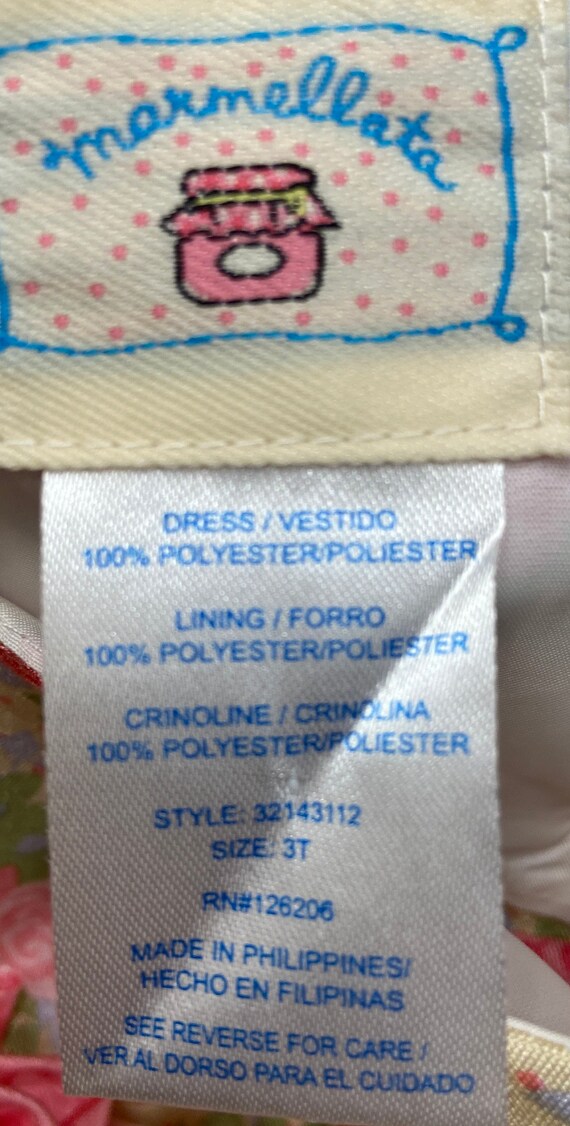 marmellata
DRESS / VESTIDO
100% POLYESTER/POLIESTER
LINING / FORRO
100% POLYESTER/POLIESTER
CRINOLINE / CRINOLINA
100% POLYESTER/POLIESTER
STYLE: 32143112
SIZE: 3T
RN#126206
MADE IN PHILIPPINES/
HECHO EN FILIPINAS
SEE REVERSE FOR CARE /
VER AL DORSO PARA EL CUIDADO